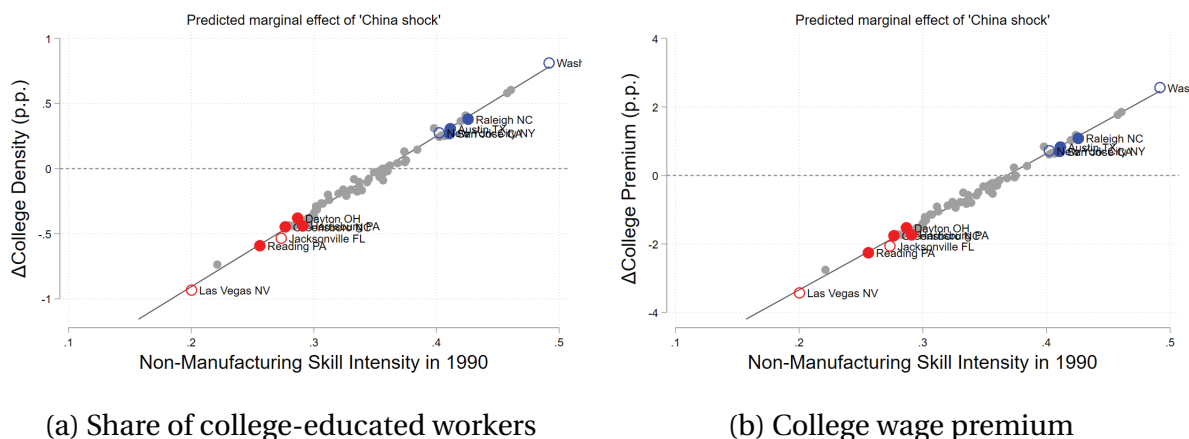 Predicted marginal effect of 'China shock'
ΔCollege Density (p.p.)
1
.5
0
-.5
-1
Wash
Raleigh NC
Austin TX
Dayton OH
Jacksonville FL
Reading PA
Las Vegas NV
.1 .2 .3 .4 .5
Non-Manufacturing Skill Intensity in 1990
(a) Share of college-educated workers
Predicted marginal effect of 'China shock'
ΔCollege Premium (p.p.)
4
2
0
-2
-4
Was
Raleigh NC
Austin TX
Dayton OH
Jacksonville FL
Reading PA
Las Vegas NV
.1 .2 .3 .4 .5
Non-Manufacturing Skill Intensity in 1990
(b) College wage premium